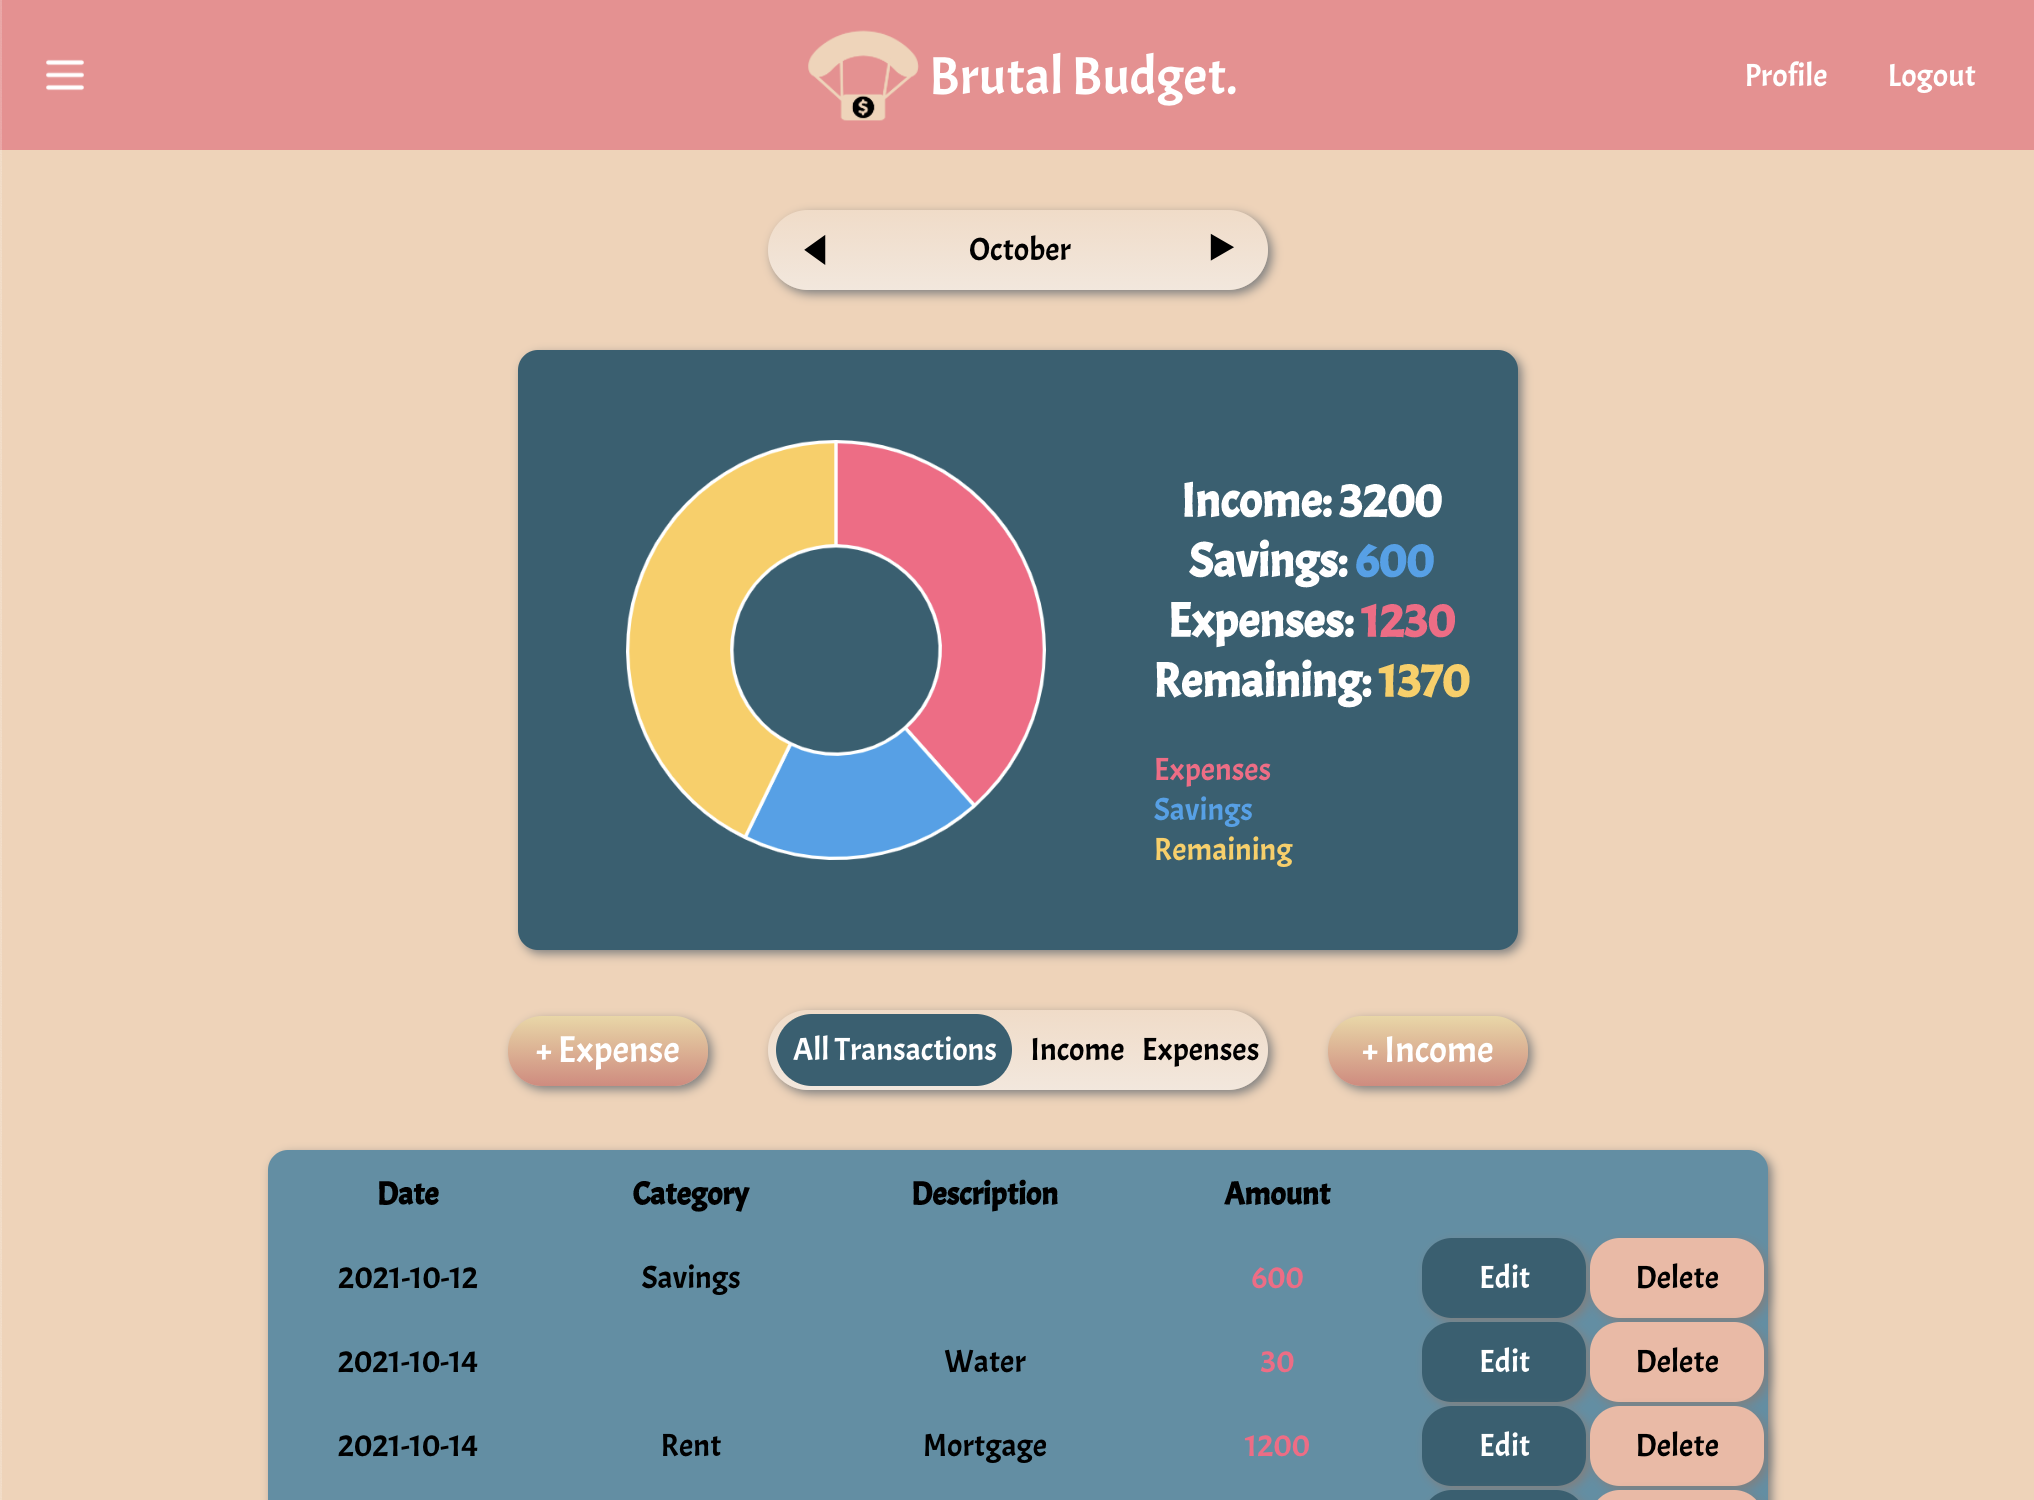 Brutal Budget.
Profile
Logout
October
Income: 3200
Savings: 600
Expenses: 1230
Remaining: 1370
Expenses
Savings
Remaining
+ Expense
All Transactions Income Expenses
+ Income
Date Category Description Amount
2021-10-12 Savings 600 Edit Delete
2021-10-14 Water 30 Edit Delete
2021-10-14 Rent Mortgage 1200 Edit Delete